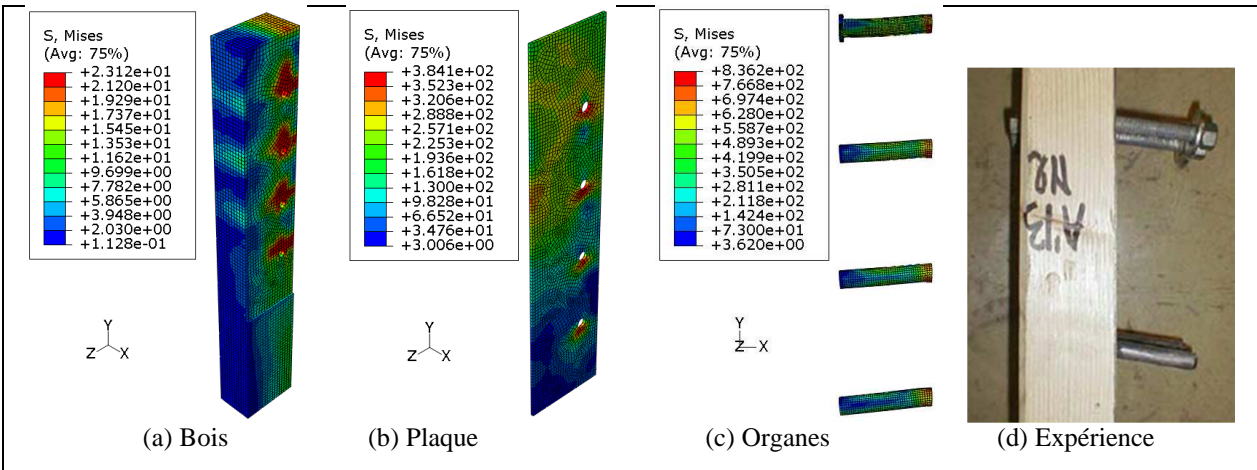 S, Mises
(Avg: 75%)
+2.312e+01
+2.120e+01
+1.929e+01
+1.737e+01
+1.545e+01
+1.353e+01
+1.162e+01
+9.699e+00
+7.782e+00
+5.865e+00
+3.948e+00
+2.030e+00
+1.128e-01
Y
Z X
(a) Bois
S, Mises
(Avg: 75%)
+3.841e+02
+3.523e+02
+3.206e+02
+2.888e+02
+2.571e+02
+2.253e+02
+1.936e+02
+1.618e+02
+1.300e+02
+9.828e+01
+6.652e+01
+3.476e+01
+3.006e+00
Y
Z X
(b) Plaque
S, Mises
(Avg: 75%)
+8.362e+02
+7.668e+02
+6.974e+02
+6.280e+02
+5.587e+02
+4.893e+02
+4.199e+02
+3.505e+02
+2.811e+02
+2.118e+02
+1.424e+02
+7.300e+01
+3.620e+00
Y
Z X
(c) Organes
(d) Expérience